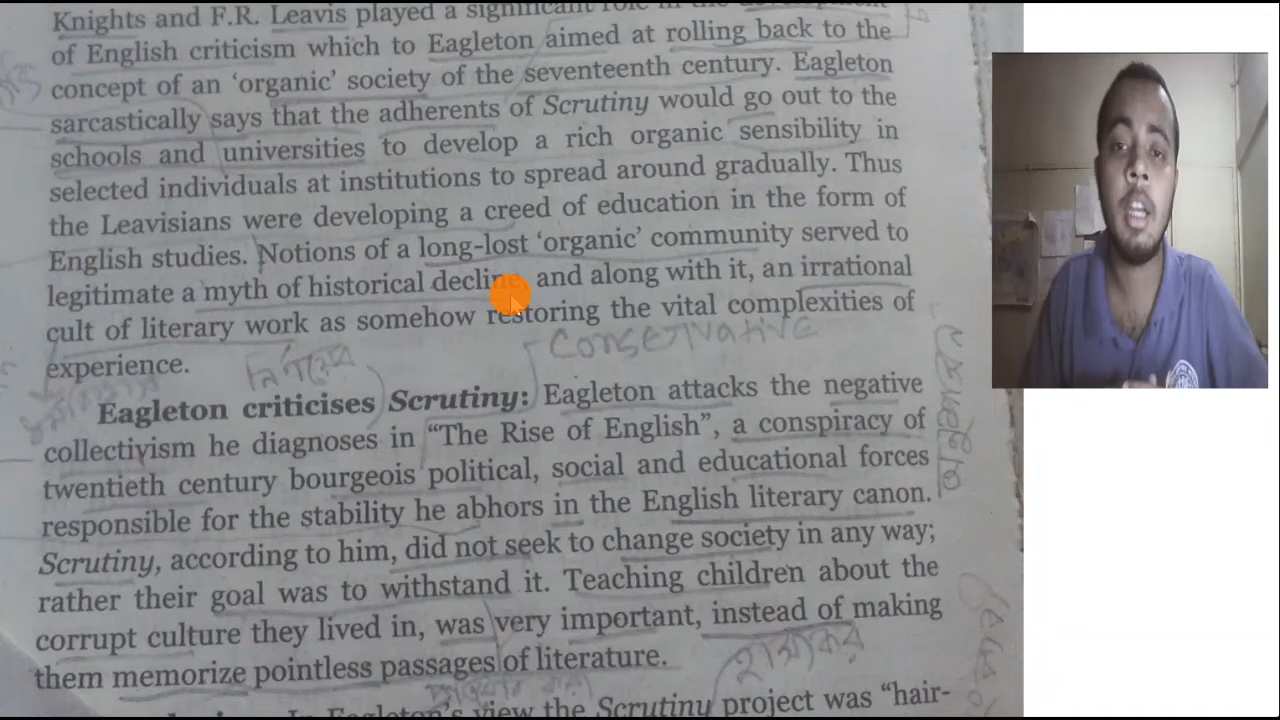 Knights and F.R. Leavis played a significant role in the development
of English criticism which to Eagleton aimed at rolling back to the
concept of an ‘organic’ society of the seventeenth century. Eagleton
sarcastically says that the adherents of Scrutiny would go out to the
schools and universities to develop a rich organic sensibility in
selected individuals at institutions to spread around gradually. Thus
the Leavisians were developing a creed of education in the form of
English studies. Notions of a long-lost ‘organic’ community served to
legitimate a myth of historical decline, and along with it, an irrational
cult of literary work as somehow restoring the vital complexities of
experience.
Conservative
Eagleton criticises Scrutiny: Eagleton attacks the negative
collectivism he diagnoses in “The Rise of English”, a conspiracy of
twentieth century bourgeois political, social and educational forces
responsible for the stability he abhors in the English literary canon.
Scrutiny, according to him, did not seek to change society in any way;
rather their goal was to withstand it. Teaching children about the
corrupt culture they lived in, was very important, instead of making
them memorize pointless passages of literature.
হাস্যকর
In Eagleton’s view the Scrutiny project was “hair-